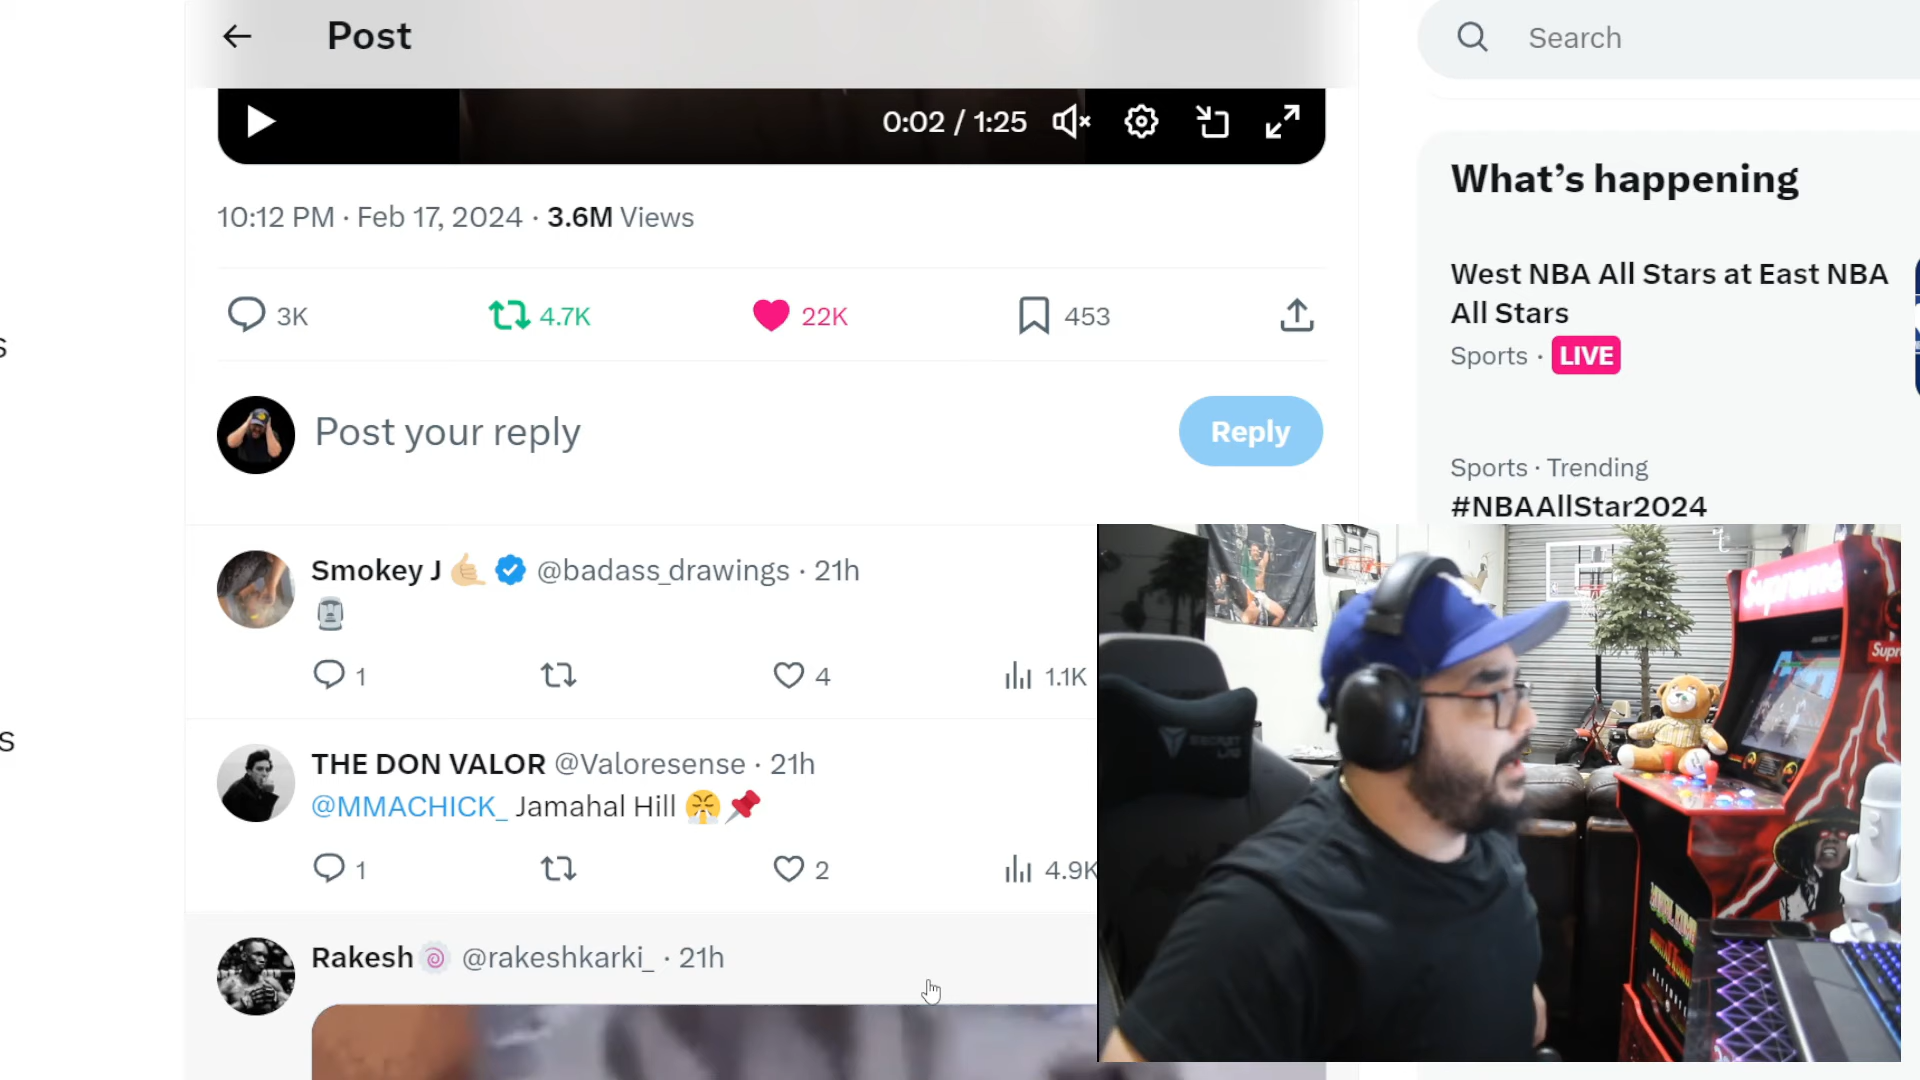 Post
Search
0:02 / 1:25
What's happening
10:12 PM · Feb 17, 2024 · 3.6M Views
West NBA All Stars at East NBA
All Stars
Sports · LIVE
3K 4.7K 22K 453
Post your reply
Reply
Sports · Trending
#NBAAllStar2024
Smokey J @badass_drawings · 21h
1 4 1.1K
THE DON VALOR @Valoresense · 21h
@MMACHICK_ Jamahal Hill
1 2 4.9K
Rakesh @rakeshkarki_ · 21h
Supreme
SECRET
LAB